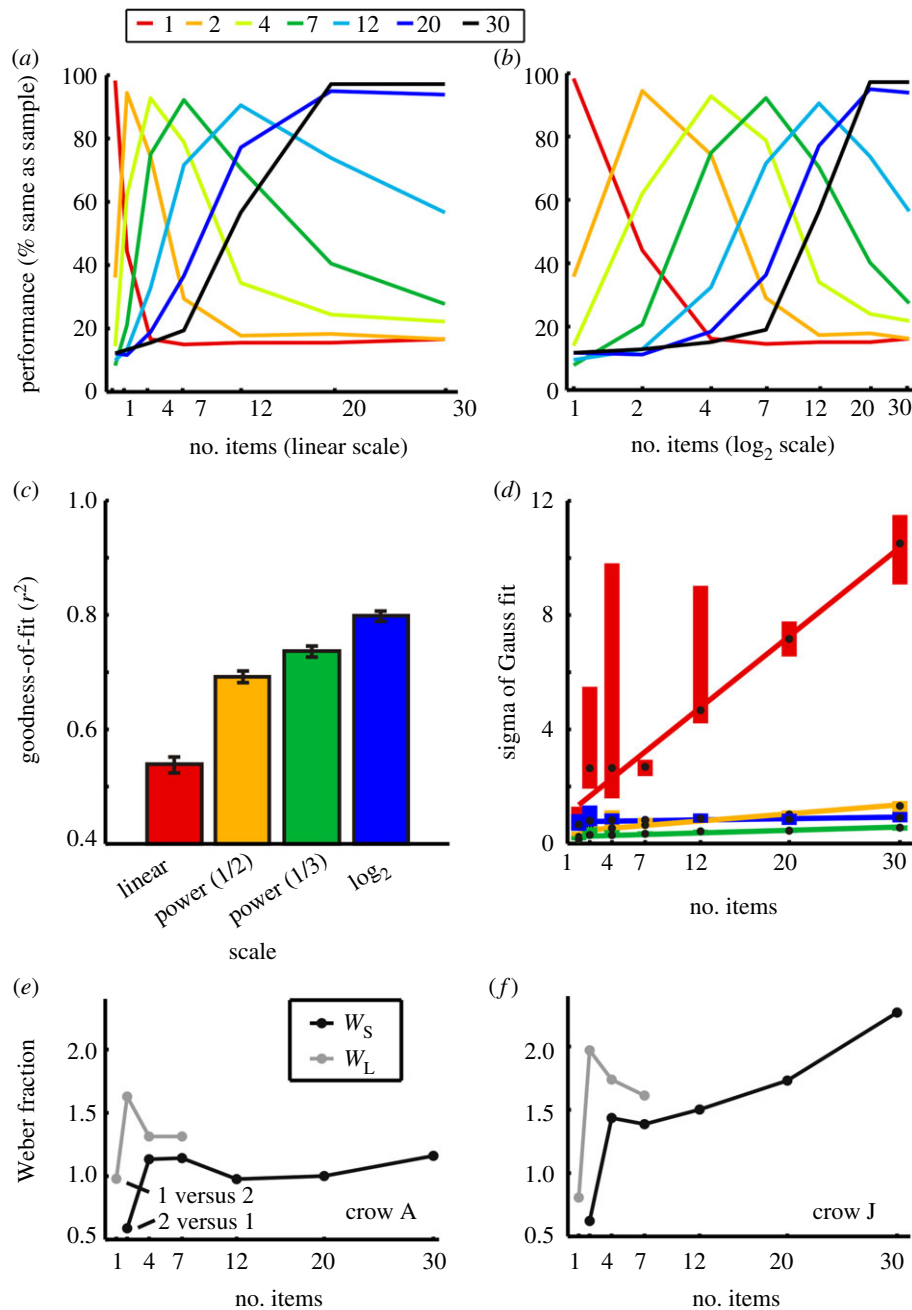 1 2 4 7 12 20 30
(a) (b)
performance (% same as sample)
100
80
60
40
20
0
1 4 7 12 20 30
no. items (linear scale)
100
80
60
40
20
0
1 2 4 7 12 20 30
no. items (log2 scale)
(c) (d)
goodness-of-fit (r2)
1.0
0.8
0.6
0.4
linear power (1/2) power (1/3) log2
scale
sigma of Gauss fit
12
8
4
0
1 4 7 12 20 30
no. items
(e) (f)
Weber fraction
2.0
1.5
1.0
0.5
WS
WL
1 versus 2
2 versus 1
crow A
1 4 7 12 20 30
no. items
2.0
1.5
1.0
0.5
crow J
1 4 7 12 20 30
no. items